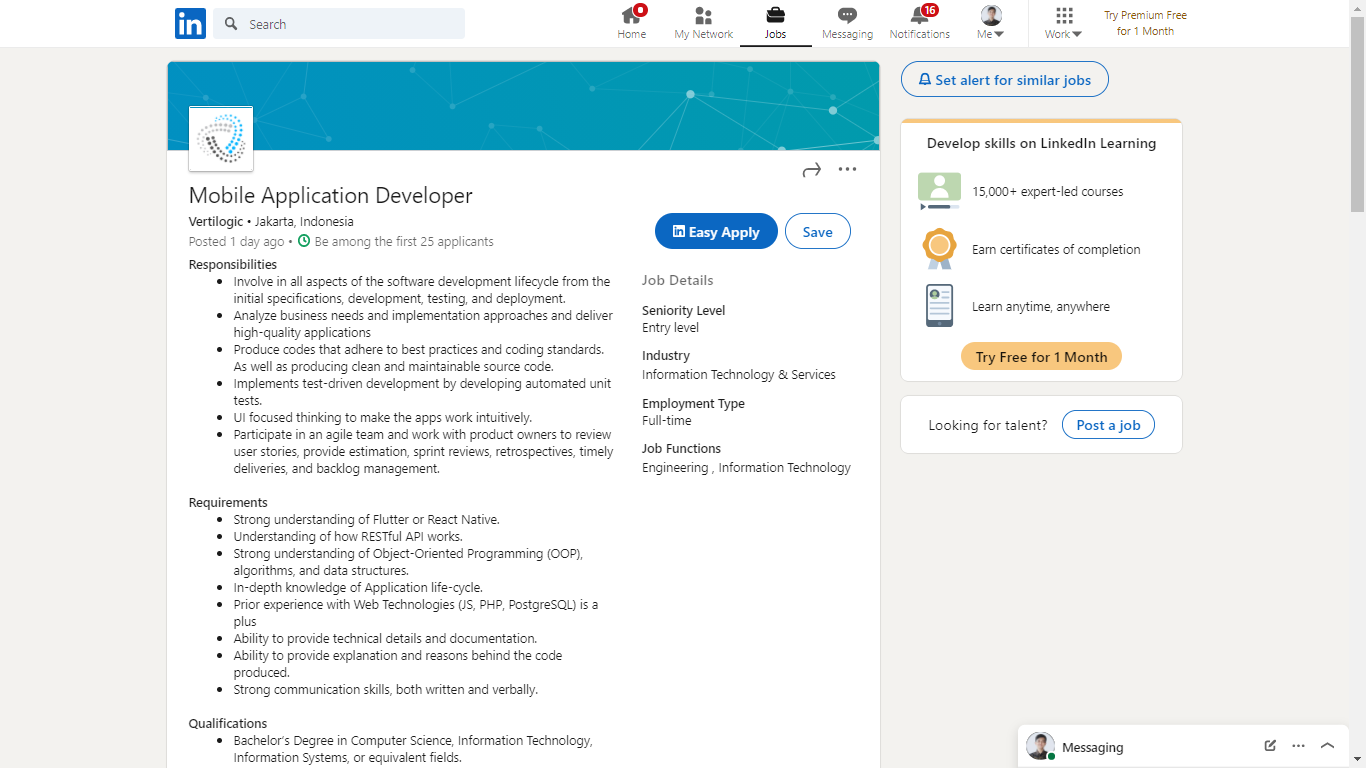 in
Search
Home
My Network
Jobs
Messaging
16
Notifications
Me
Work
Try Premium Free
for 1 Month
Mobile Application Developer
Vertilogic • Jakarta, Indonesia
Posted 1 day ago • Be among the first 25 applicants
in Easy Apply
Save
Responsibilities
• Involve in all aspects of the software development lifecycle from the
initial specifications, development, testing, and deployment.
• Analyze business needs and implementation approaches and deliver
high-quality applications
• Produce codes that adhere to best practices and coding standards.
As well as producing clean and maintainable source code.
• Implements test-driven development by developing automated unit
tests.
• UI focused thinking to make the apps work intuitively.
• Participate in an agile team and work with product owners to review
user stories, provide estimation, sprint reviews, retrospectives, timely
deliveries, and backlog management.
Requirements
• Strong understanding of Flutter or React Native.
• Understanding of how RESTful API works.
• Strong understanding of Object-Oriented Programming (OOP),
algorithms, and data structures.
• In-depth knowledge of Application life-cycle.
• Prior experience with Web Technologies (JS, PHP, PostgreSQL) is a
plus
• Ability to provide technical details and documentation.
• Ability to provide explanation and reasons behind the code
produced.
• Strong communication skills, both written and verbally.
Qualifications
• Bachelor's Degree in Computer Science, Information Technology,
Information Systems, or equivalent fields.
Job Details
Seniority Level
Entry level
Industry
Information Technology & Services
Employment Type
Full-time
Job Functions
Engineering , Information Technology
Set alert for similar jobs
Develop skills on LinkedIn Learning
15,000+ expert-led courses
Earn certificates of completion
Learn anytime, anywhere
Try Free for 1 Month
Looking for talent?
Post a job
Messaging